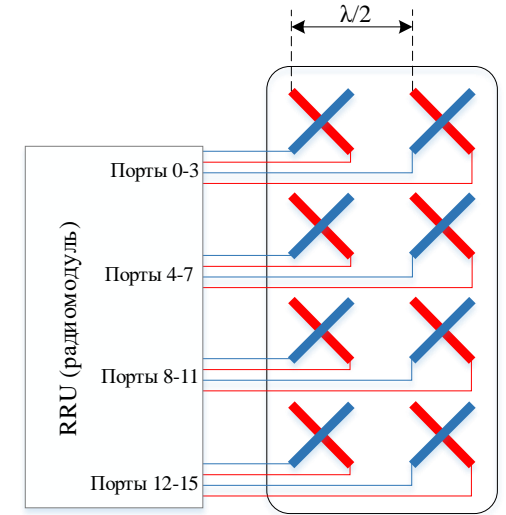 λ/2
Порты 0-3
Порты 4-7
Порты 8-11
Порты 12-15
RRU (радиомодуль)